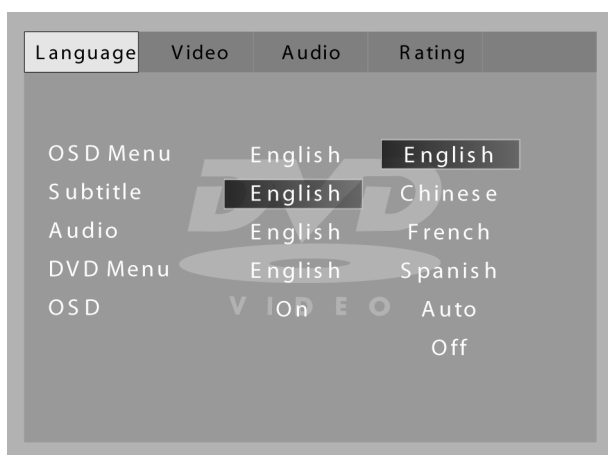 Language Video Audio Rating
OSD Menu English English
Subtitle English Chinese
Audio English French
DVD Menu English Spanish
OSD On Auto
Off
DVD
VIDEO